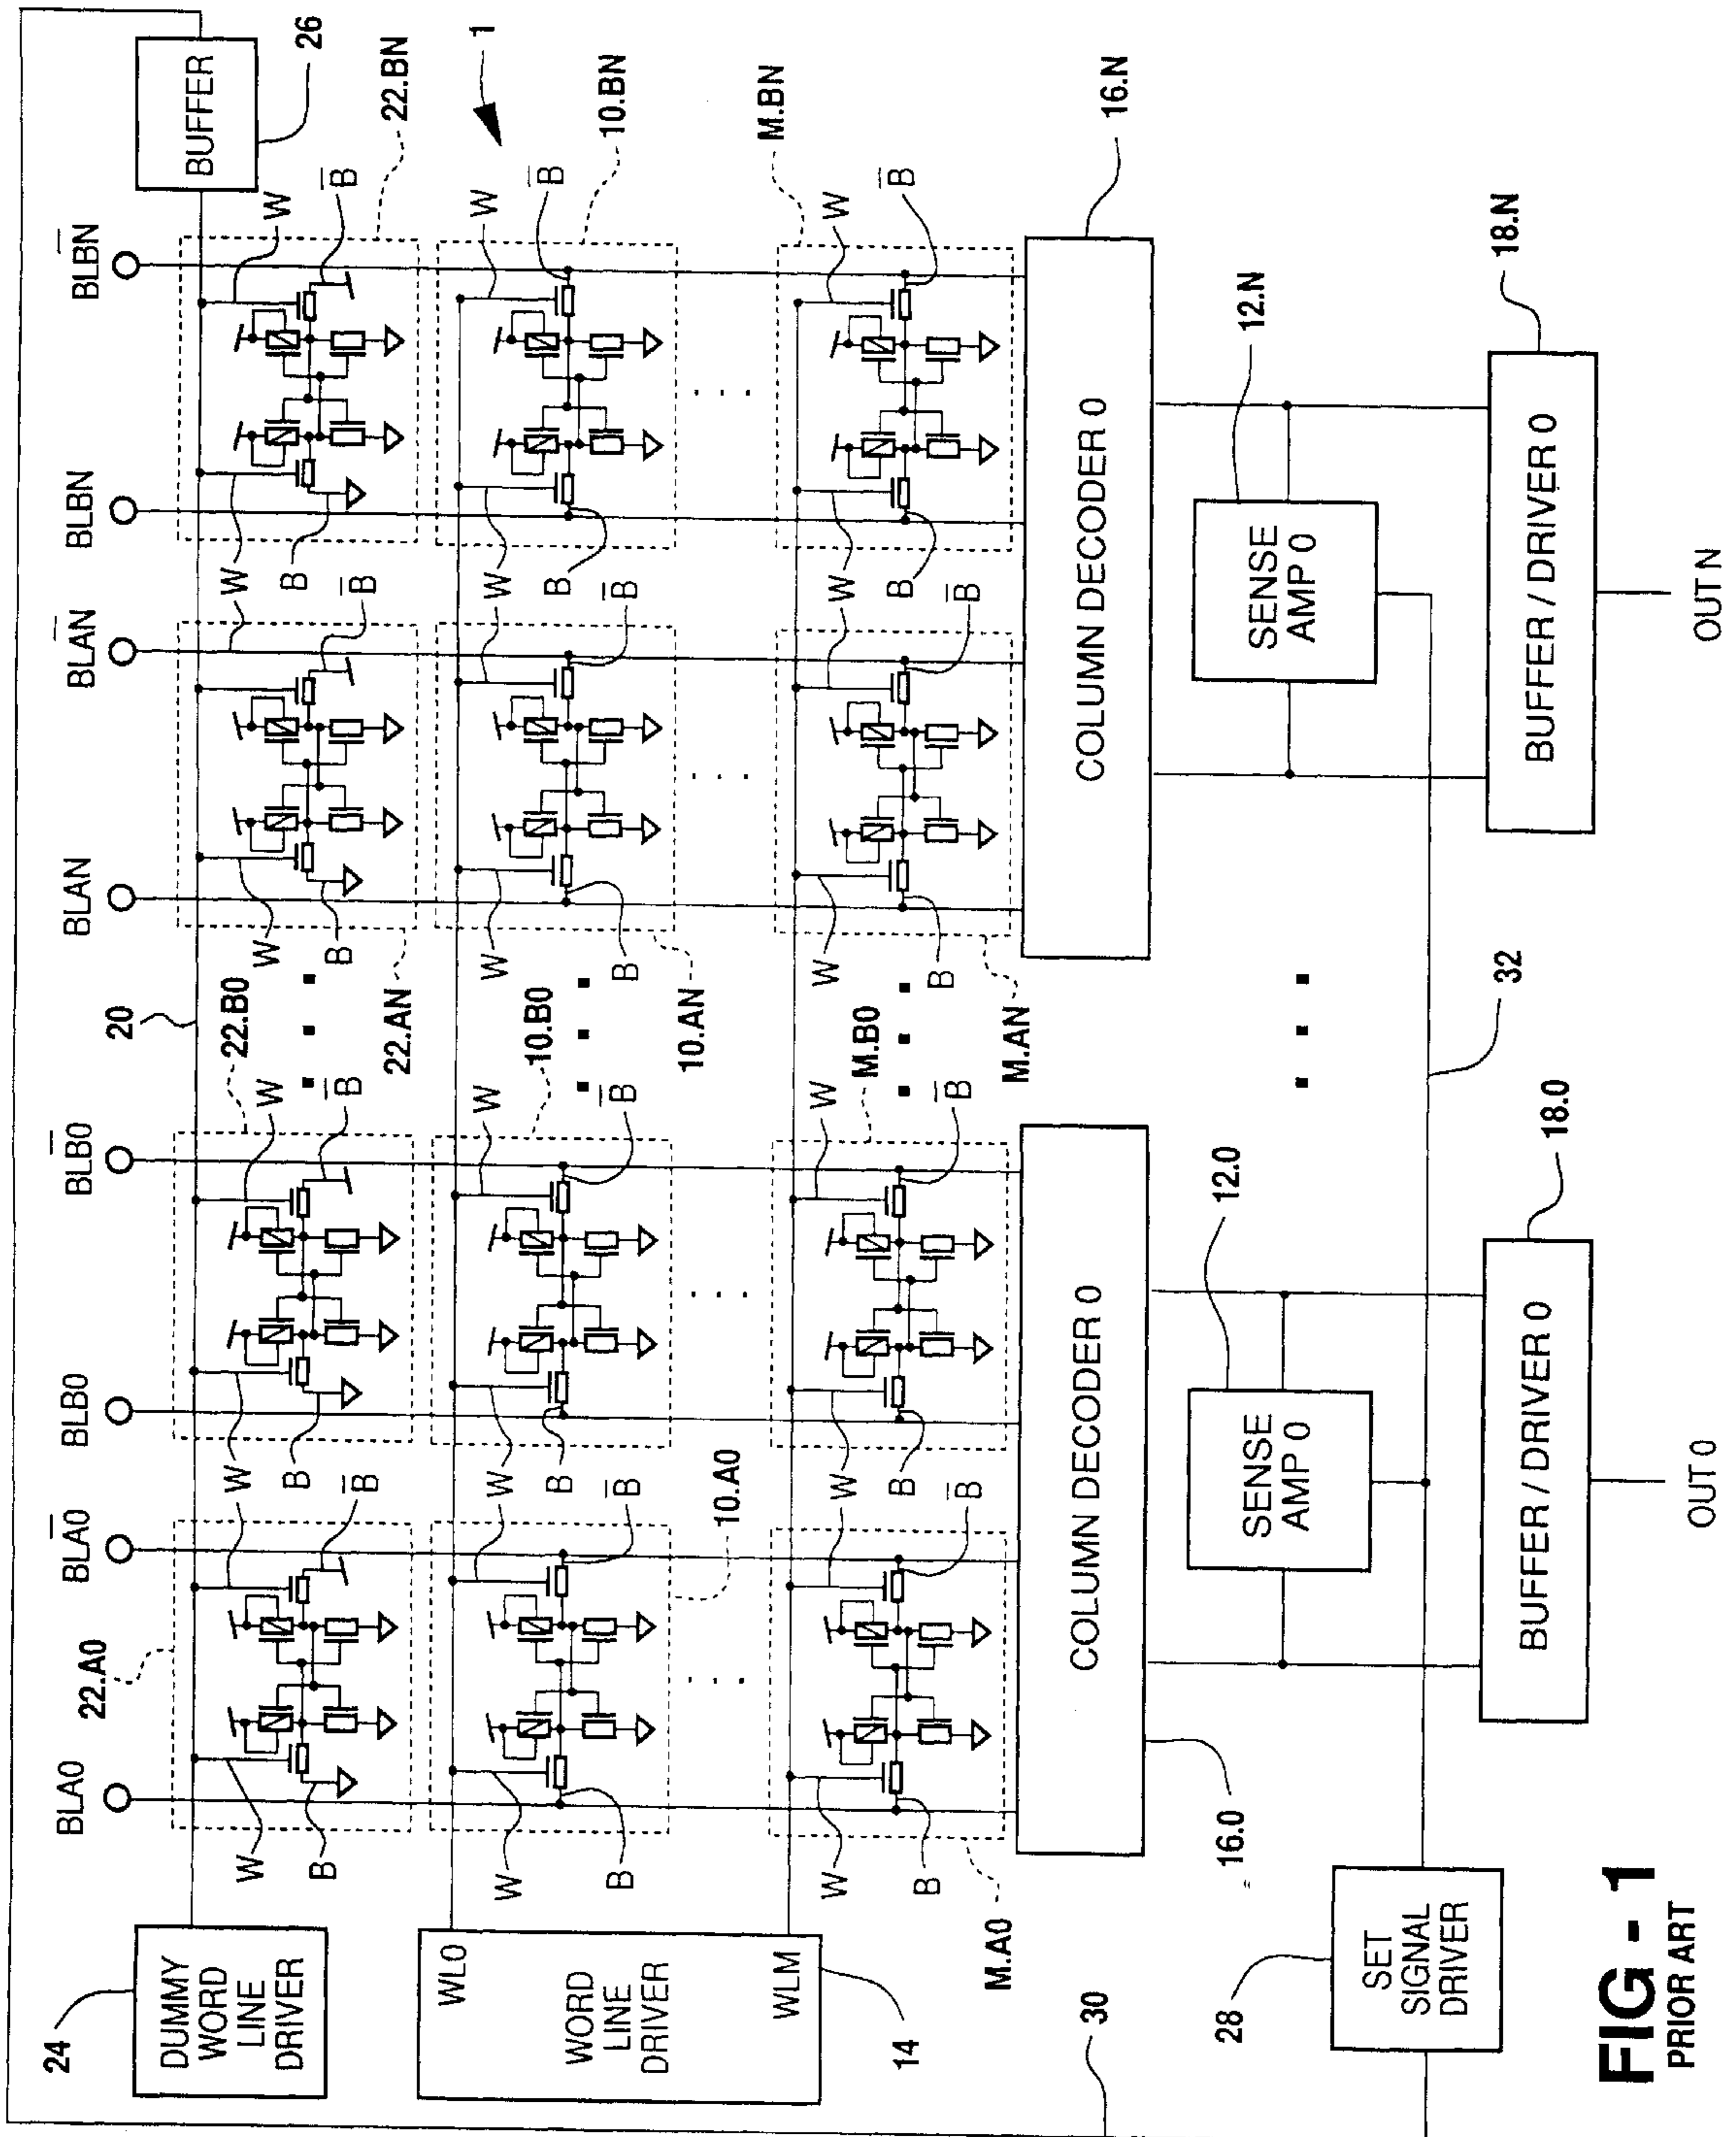 BLA0
B̅L̅A̅0̅
BLB0
B̅L̅B̅0̅
BLAN
B̅L̅A̅N̅
BLBN
B̅L̅B̅N̅
24
DUMMY
WORD
LINE
DRIVER
22.A0
22.B0
20
22.AN
22.BN
BUFFER
26
W
B
W
B̅
W
B
W
B̅
W
B
W
B̅
W
B
W
B̅
1
WL0
WORD
LINE
DRIVER
WLM
14
10.A0
10.B0
10.AN
10.BN
W
B
W
B̅
W
B
W
B̅
W
B
W
B̅
W
B
W
B̅
M.A0
M.B0
M.AN
M.BN
W
B
W
B̅
W
B
W
B̅
W
B
W
B̅
W
B
W
B̅
COLUMN DECODER 0
16.0
COLUMN DECODER 0
16.N
28
SET
SIGNAL
DRIVER
30
SENSE
AMP 0
12.0
32
SENSE
AMP 0
12.N
BUFFER / DRIVER 0
18.0
BUFFER / DRIVER 0
18.N
OUT 0
OUT N
FIG - 1
PRIOR ART